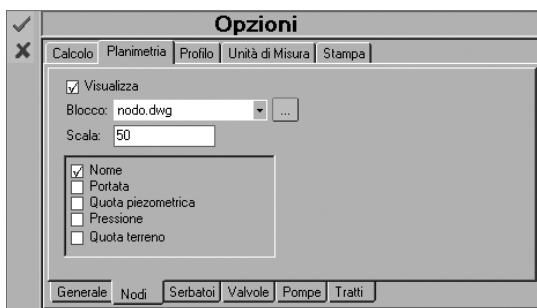 Opzioni
Calcolo Planimetria Profilo Unità di Misura Stampa
Visualizza
Blocco: nodo.dwg ...
Scala: 50
Nome
Portata
Quota piezometrica
Pressione
Quota terreno
Generale Nodi Serbatoi Valvole Pompe Tratti